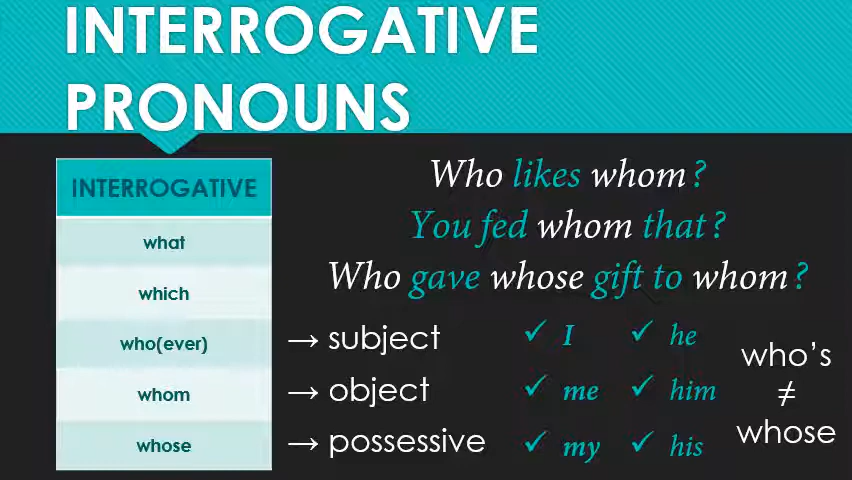 INTERROGATIVE
PRONOUNS
INTERROGATIVE
what
which
who(ever)
whom
whose
Who likes whom?
You fed whom that?
Who gave whose gift to whom?
→ subject ✓ I ✓ he
→ object ✓ me ✓ him
→ possessive ✓ my ✓ his
who's
≠
whose